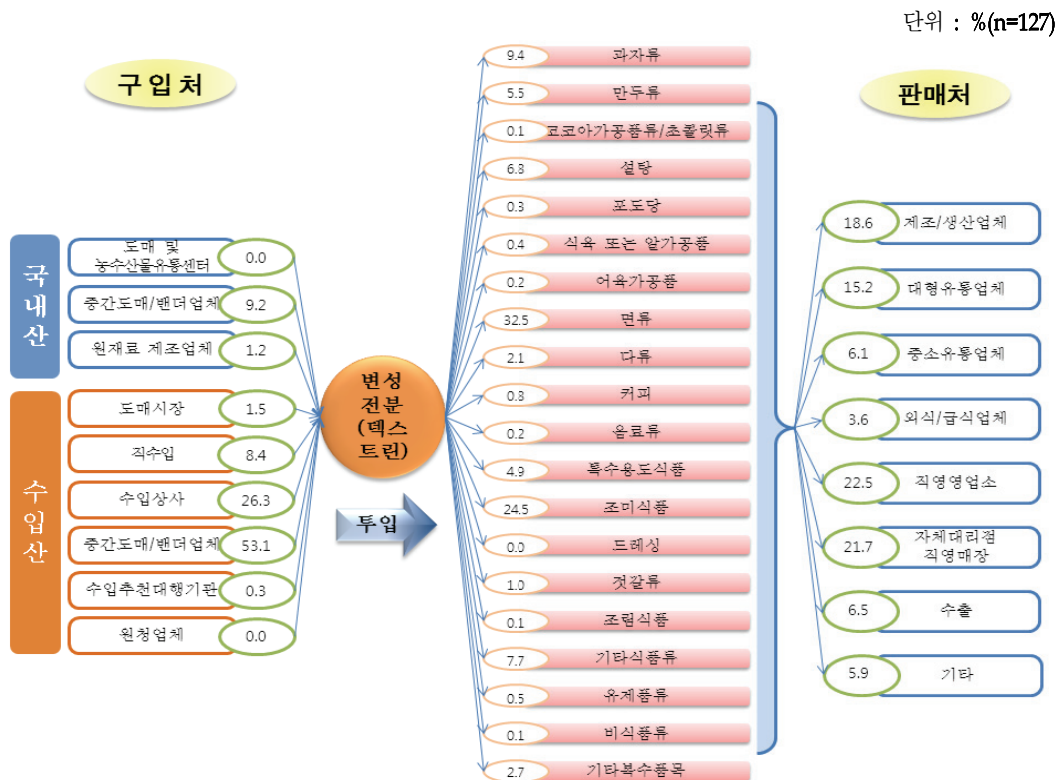 단위 : %(n=127)
구입처
판매처
국내산
도매 및
농수산물유통센터
0.0
중간도매/밴더업체
9.2
원재료 제조업체
1.2
수입산
도매시장
1.5
직수입
8.4
수입상사
26.3
중간도매/밴더업체
53.1
수입추천대행기관
0.3
원청업체
0.0
변성
전분
(덱스
트린)
투입
9.4 과자류
5.5 만두류
0.1 코코아가공품류/초콜릿류
6.8 설탕
0.3 포도당
0.4 식육 또는 알가공품
0.2 어육가공품
32.5 면류
2.1 다류
0.8 커피
0.2 음료류
4.9 특수용도식품
24.5 조미식품
0.0 드레싱
1.0 젓갈류
0.1 조림식품
7.7 기타식품류
0.5 유제품류
0.1 비식품류
2.7 기타복수품목
18.6 제조/생산업체
15.2 대형유통업체
6.1 중소유통업체
3.6 외식/급식업체
22.5 직영영업소
21.7 자체대리점
직영매장
6.5 수출
5.9 기타